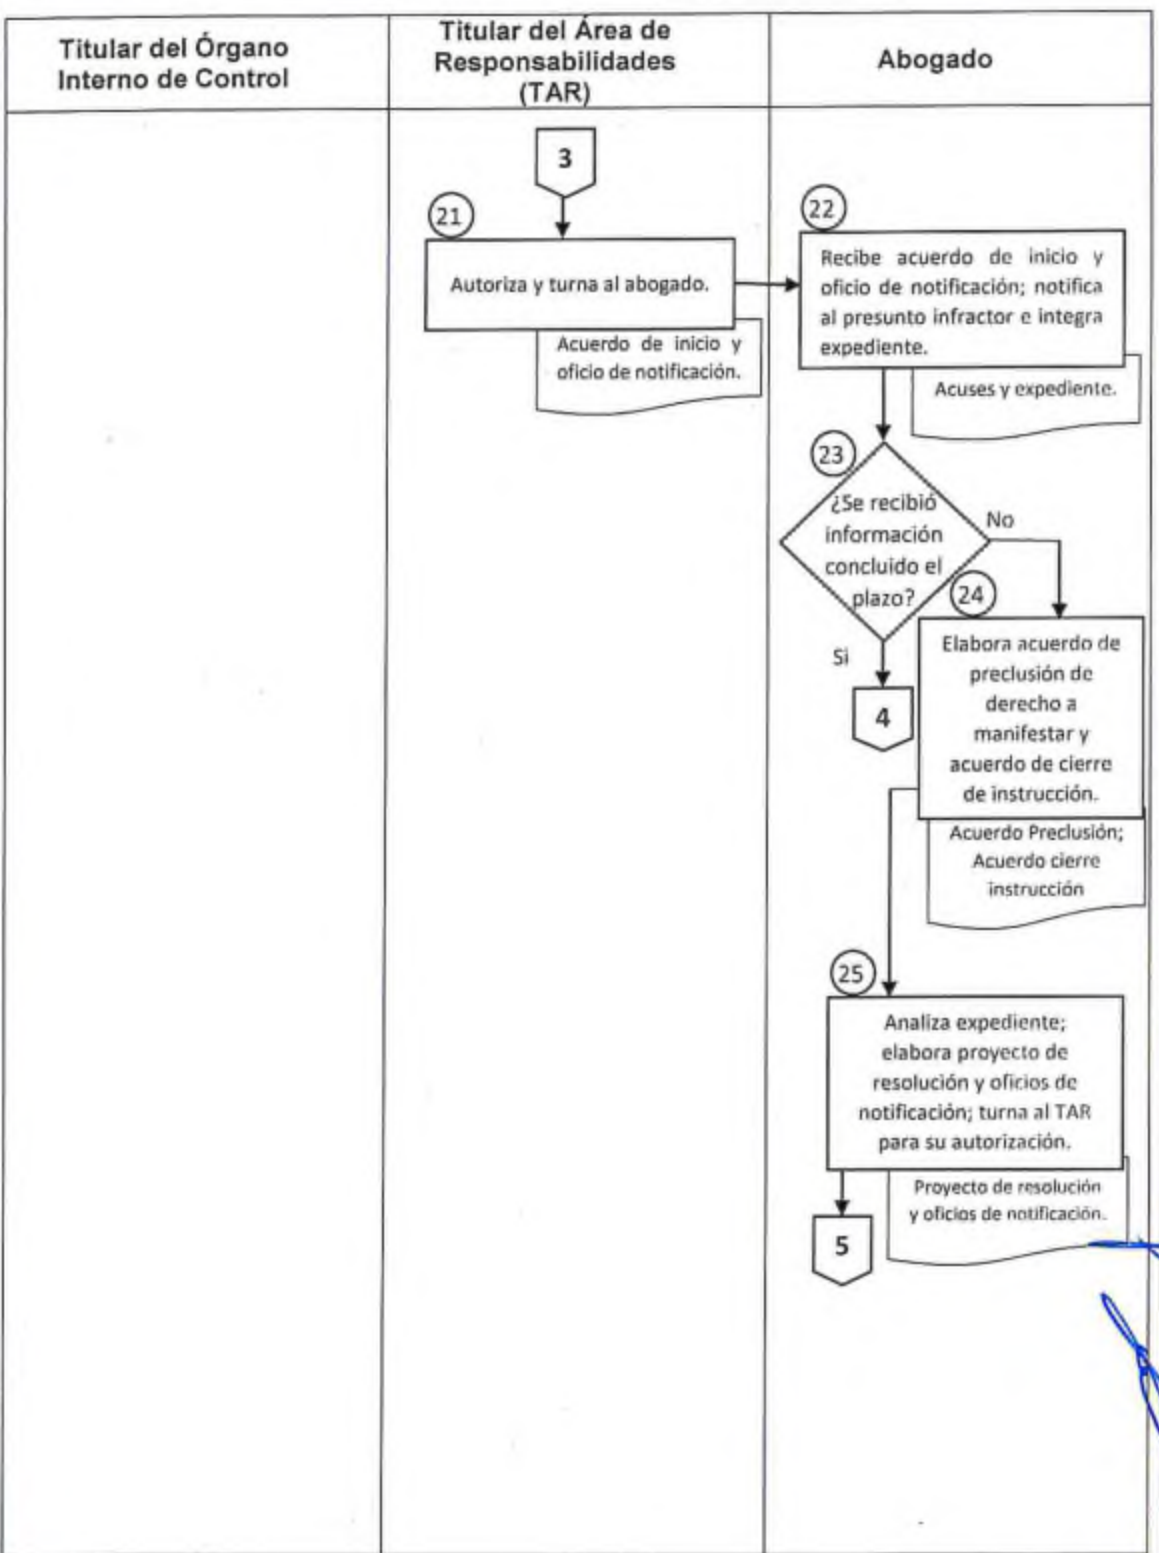 Titular del Órgano
Interno de Control
Titular del Área de
Responsabilidades
(TAR)
Abogado
3
21
Autoriza y turna al abogado.
Acuerdo de inicio y
oficio de notificación.
22
Recibe acuerdo de inicio y
oficio de notificación; notifica
al presunto infractor e integra
expediente.
Acuses y expediente.
23
¿Se recibió
información
concluido el
plazo?
No
Si
4
24
Elabora acuerdo de
preclusión de
derecho a
manifestar y
acuerdo de cierre
de instrucción.
Acuerdo Preclusión;
Acuerdo cierre
instrucción
25
Analiza expediente;
elabora proyecto de
resolución y oficios de
notificación; turna al TAR
para su autorización.
Proyecto de resolución
y oficios de notificación.
5